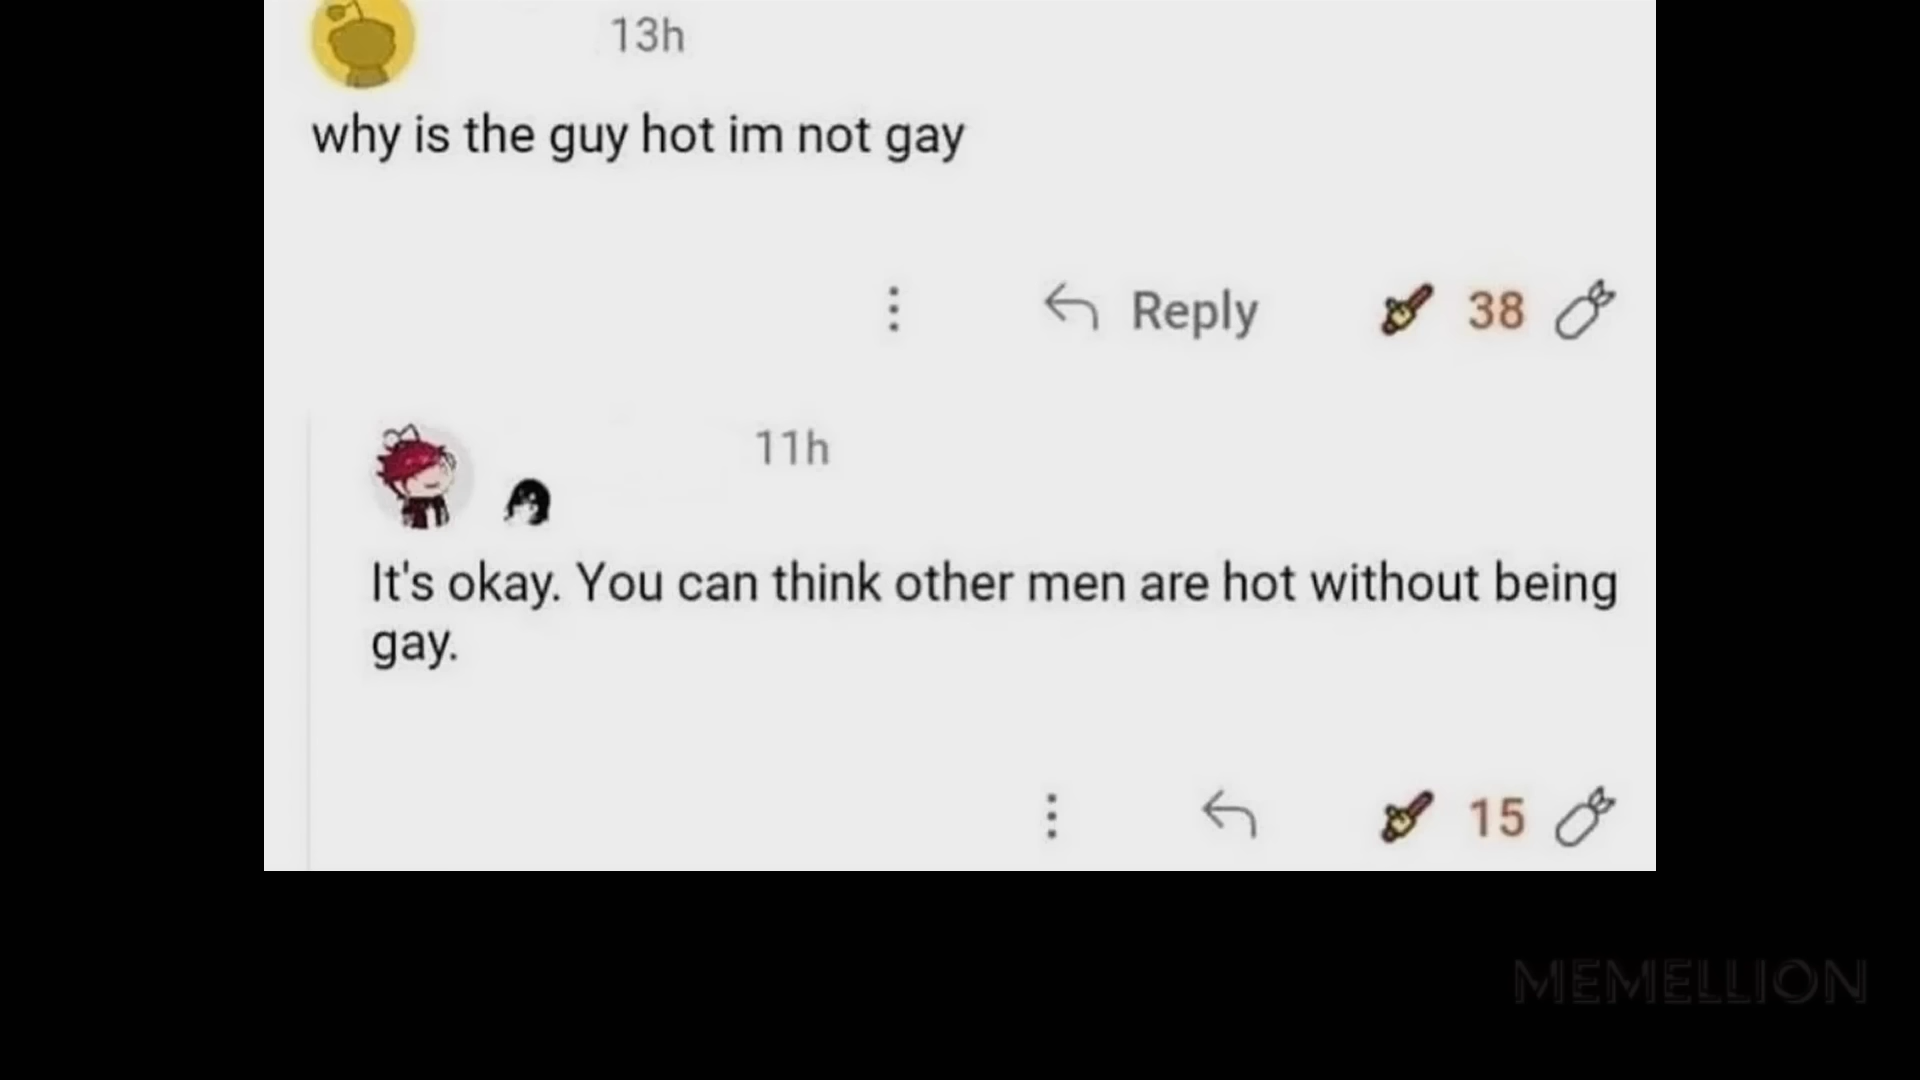 13h
why is the guy hot im not gay
Reply
38
11h
It's okay. You can think other men are hot without being
gay.
15
MEMELLION